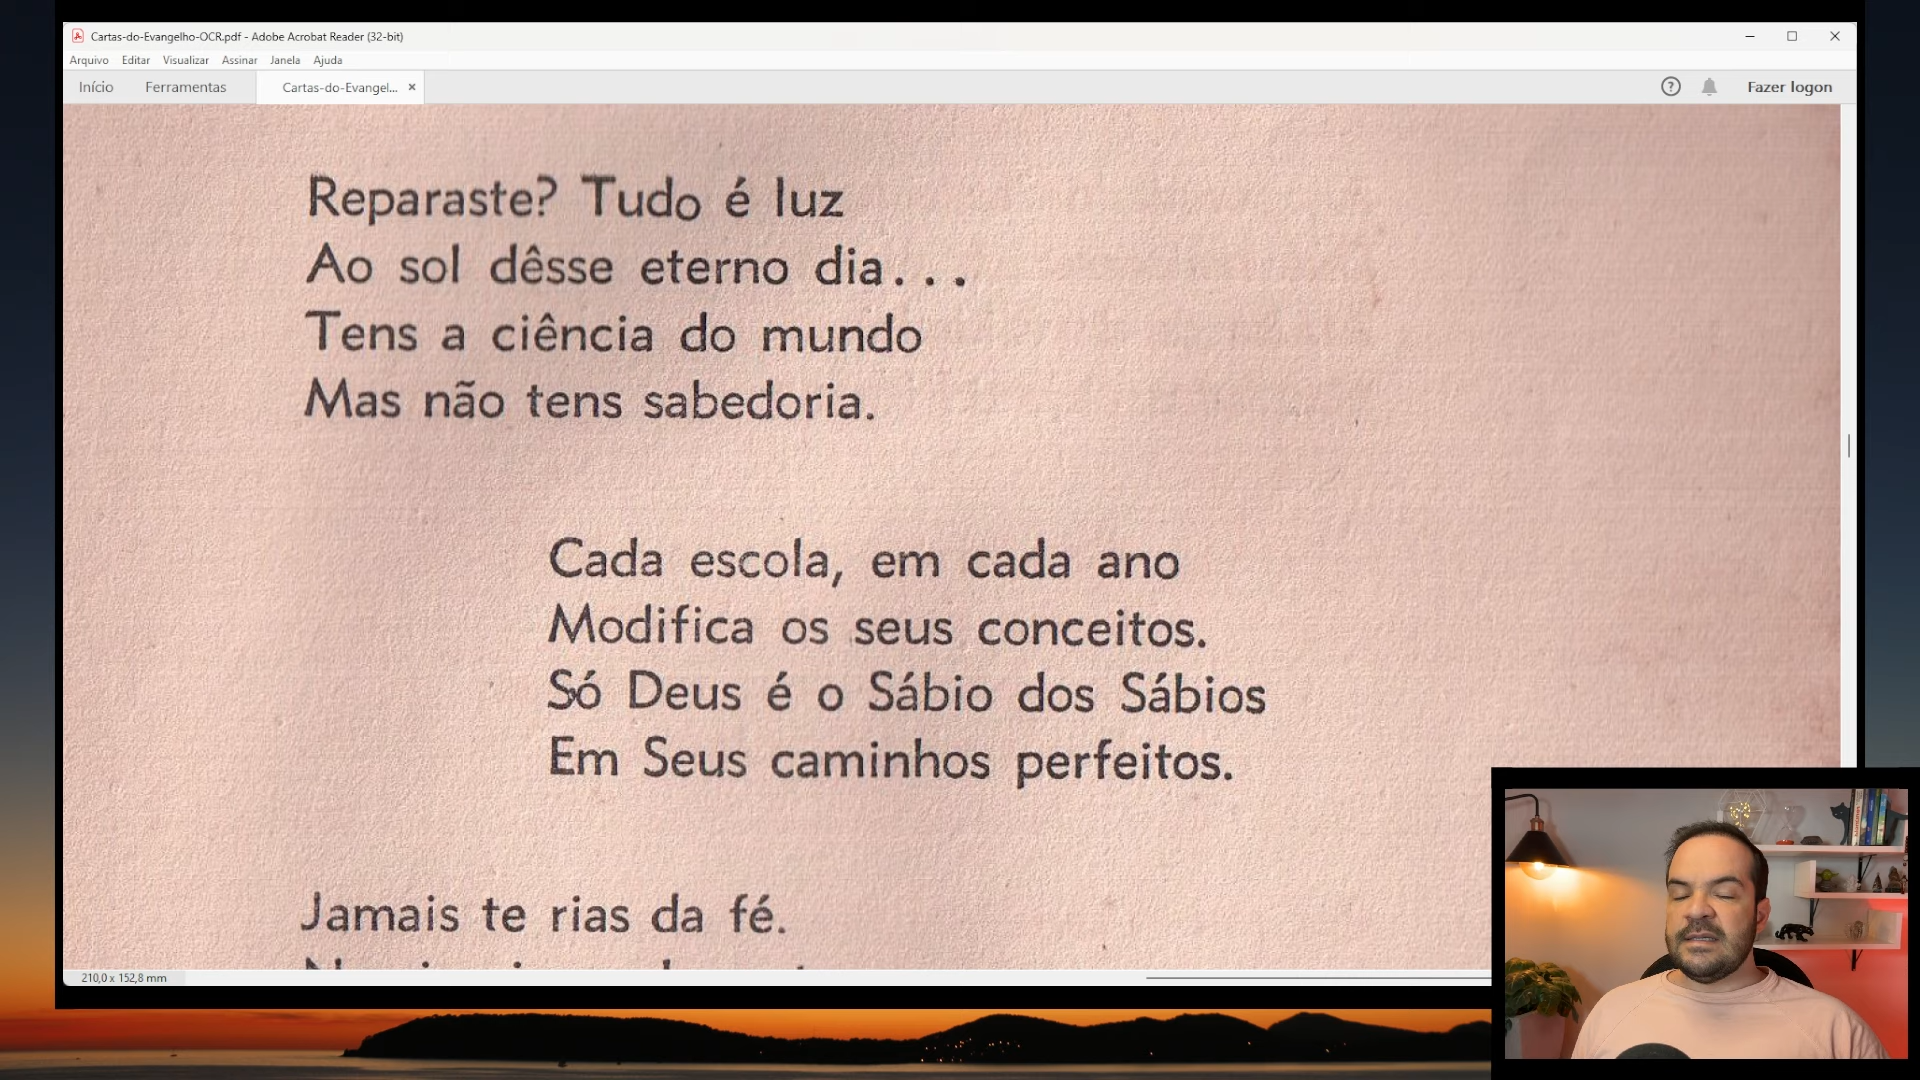 Cartas-do-Evangelho-OCR.pdf - Adobe Acrobat Reader (32-bit)
Arquivo Editar Visualizar Assinar Janela Ajuda
Início Ferramentas Cartas-do-Evangel... × Fazer logon
Reparaste? Tudo é luz
Ao sol dêsse eterno dia...
Tens a ciência do mundo
Mas não tens sabedoria.
Cada escola, em cada ano
Modifica os seus conceitos.
Só Deus é o Sábio dos Sábios
Em Seus caminhos perfeitos.
Jamais te rias da fé.
210,0 x 152,8 mm